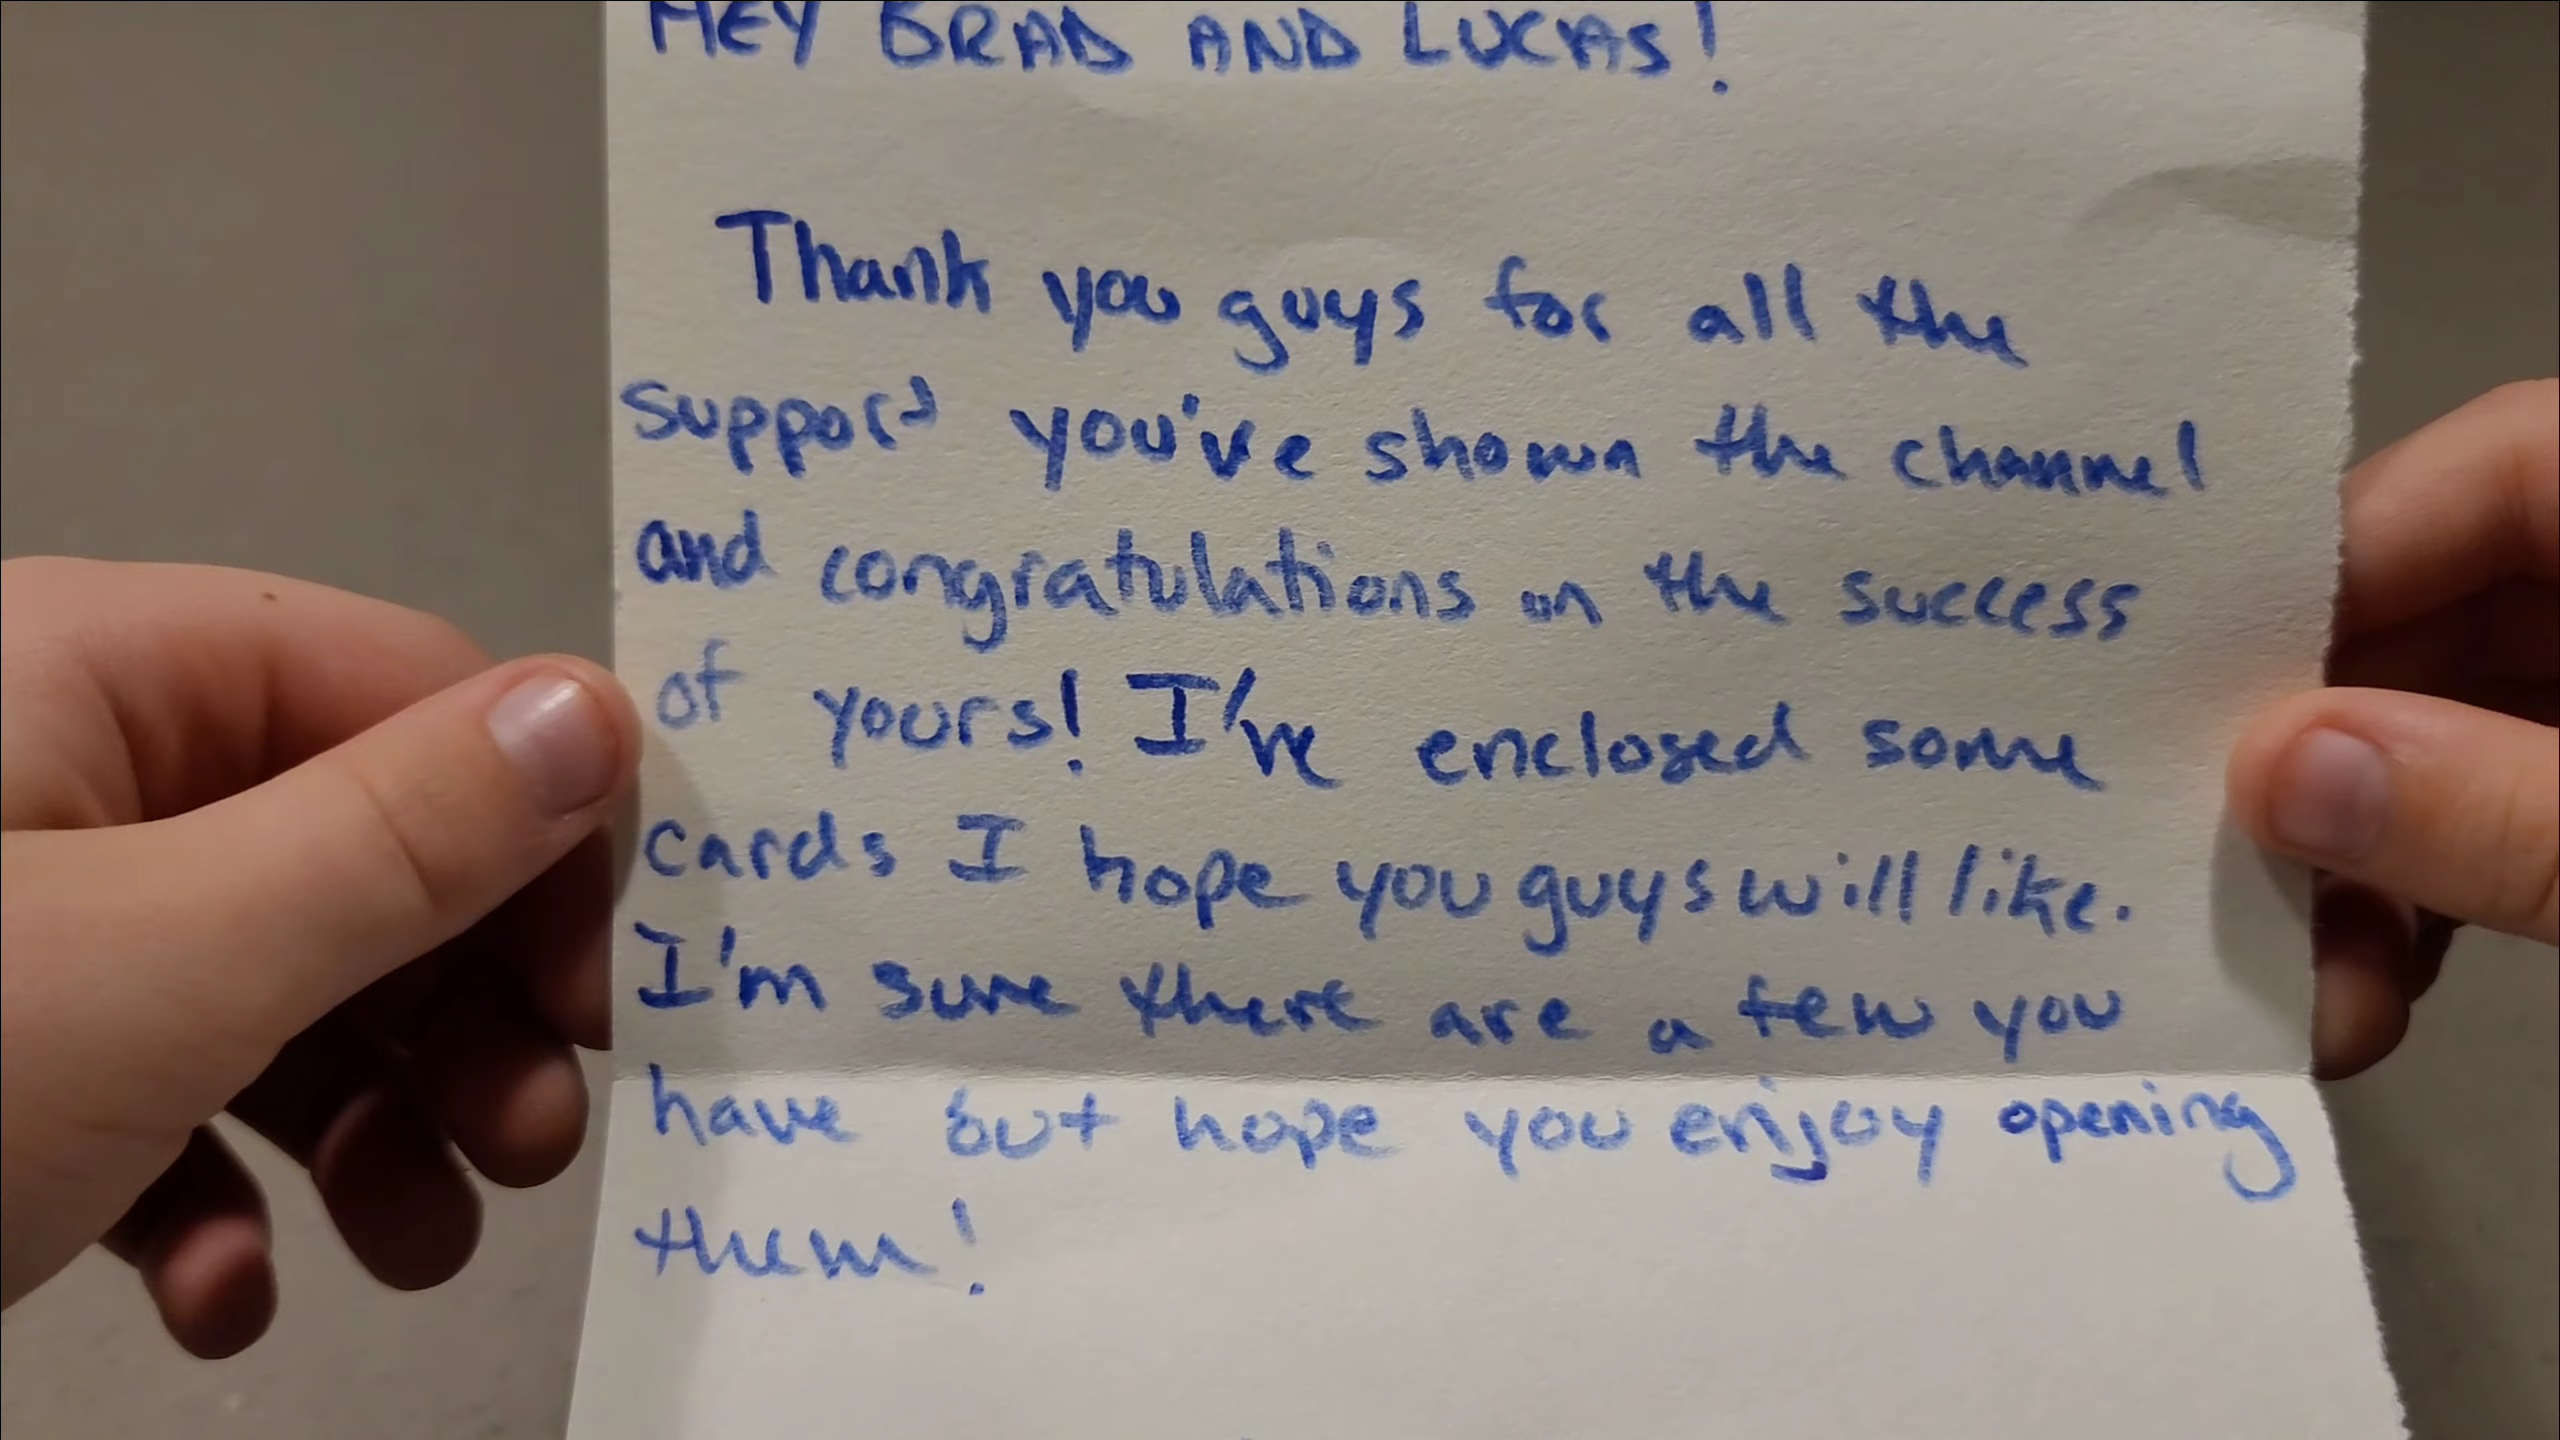 HEY BRAD AND LUCAS!
Thank you guys for all the
support you've shown the channel
and congratulations on the success
of yours! I've enclosed some
cards I hope you guys will like.
I'm sure there are a few you
have but hope you enjoy opening
them!